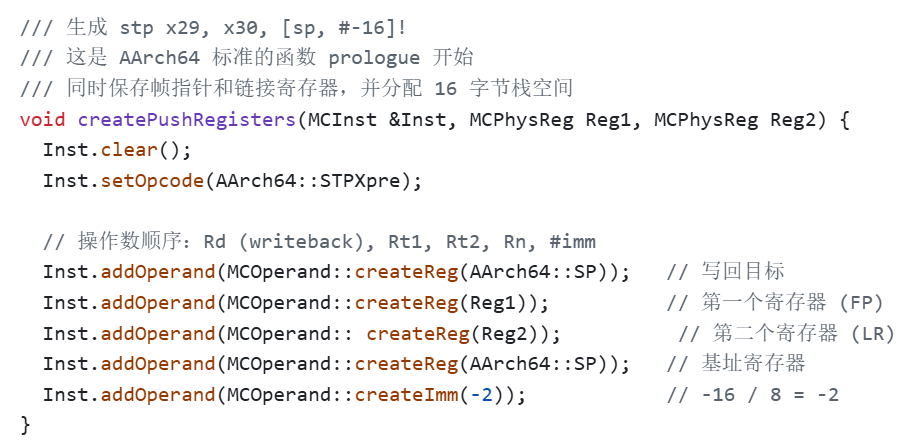 /// 生成 stp x29, x30, [sp, #-16]!
/// 这是 AArch64 标准的函数 prologue 开始
/// 同时保存帧指针和链接寄存器，并分配 16 字节栈空间
void createPushRegisters(MCInst &Inst, MCPhysReg Reg1, MCPhysReg Reg2) {
  Inst.clear();
  Inst.setOpcode(AArch64::STPXpre);

  // 操作数顺序：Rd (writeback), Rt1, Rt2, Rn, #imm
  Inst.addOperand(MCOperand::createReg(AArch64::SP));   // 写回目标
  Inst.addOperand(MCOperand::createReg(Reg1));          // 第一个寄存器 (FP)
  Inst.addOperand(MCOperand:: createReg(Reg2));          // 第二个寄存器 (LR)
  Inst.addOperand(MCOperand::createReg(AArch64::SP));   // 基址寄存器
  Inst.addOperand(MCOperand::createImm(-2));            // -16 / 8 = -2
}